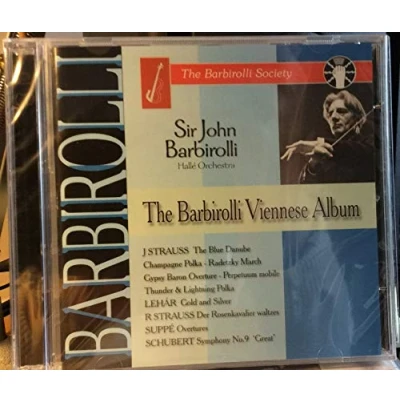 BARBIROLLI
The Barbirolli Society
Sir John
Barbirolli
Hallé Orchestra
The Barbirolli Viennese Album
J STRAUSS The Blue Danube
Champagne Polka - Radetzky March
Gypsy Baron Overture - Perpetuum mobile
Thunder & Lightning Polka
LEHÁR Gold and Silver
R STRAUSS Der Rosenkavalier waltzes
SUPPÉ Overtures
SCHUBERT Symphony No.9 'Great'